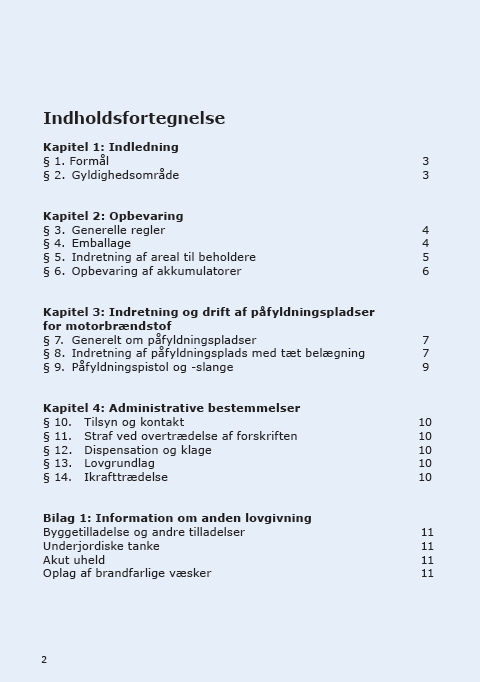 Indholdsfortegnelse
Kapitel 1: Indledning
§ 1. Formål 3
§ 2. Gyldighedsområde 3
Kapitel 2: Opbevaring
§ 3. Generelle regler 4
§ 4. Emballage 4
§ 5. Indretning af areal til beholdere 5
§ 6. Opbevaring af akkumulatorer 6
Kapitel 3: Indretning og drift af påfyldningspladser
for motorbrændstof
§ 7. Generelt om påfyldningspladser 7
§ 8. Indretning af påfyldningsplads med tæt belægning 7
§ 9. Påfyldningspistol og -slange 9
Kapitel 4: Administrative bestemmelser
§ 10. Tilsyn og kontakt 10
§ 11. Straf ved overtrædelse af forskriften 10
§ 12. Dispensation og klage 10
§ 13. Lovgrundlag 10
§ 14. Ikrafttrædelse 10
Bilag 1: Information om anden lovgivning
Byggetilladelse og andre tilladelser 11
Underjordiske tanke 11
Akut uheld 11
Oplag af brandfarlige væsker 11
2